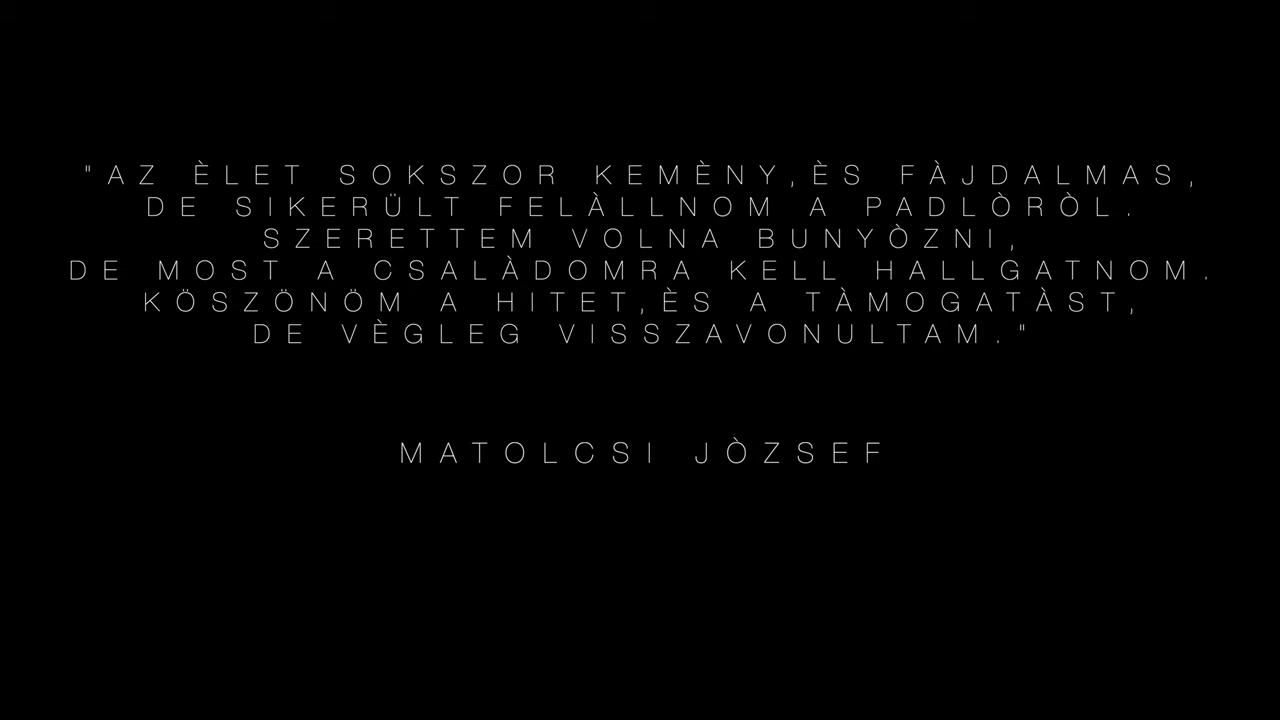 "AZ ÈLET SOKSZOR KEMÈNY,ÈS FÀJDALMAS,
DE SIKERÜLT FELÀLLNOM A PADLÒRÒL.
SZERETTEM VOLNA BUNYÒZNI,
DE MOST A CSALÀDOMRA KELL HALLGATNOM.
KÖSZÖNÖM A HITET,ÈS A TÀMOGATÀST,
DE VÈGLEG VISSZAVONULTAM."
MATOLCSI JÒZSEF